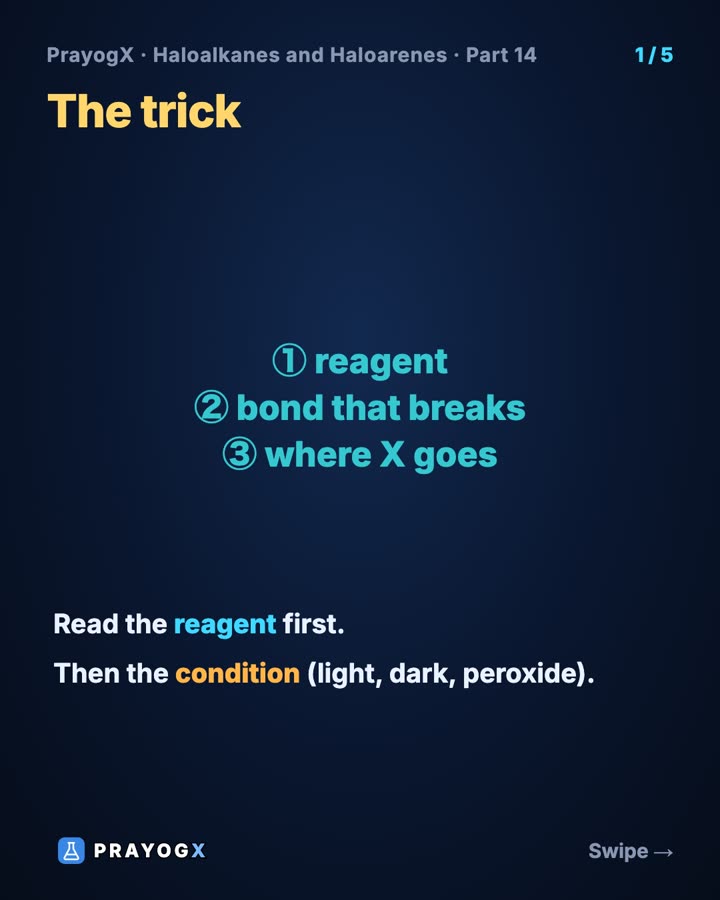 PrayogX · Haloalkanes and Haloarenes · Part 14
1/5
The trick
① reagent
② bond that breaks
③ where X goes
Read the reagent first.
Then the condition (light, dark, peroxide).
PRAYOGX
Swipe →